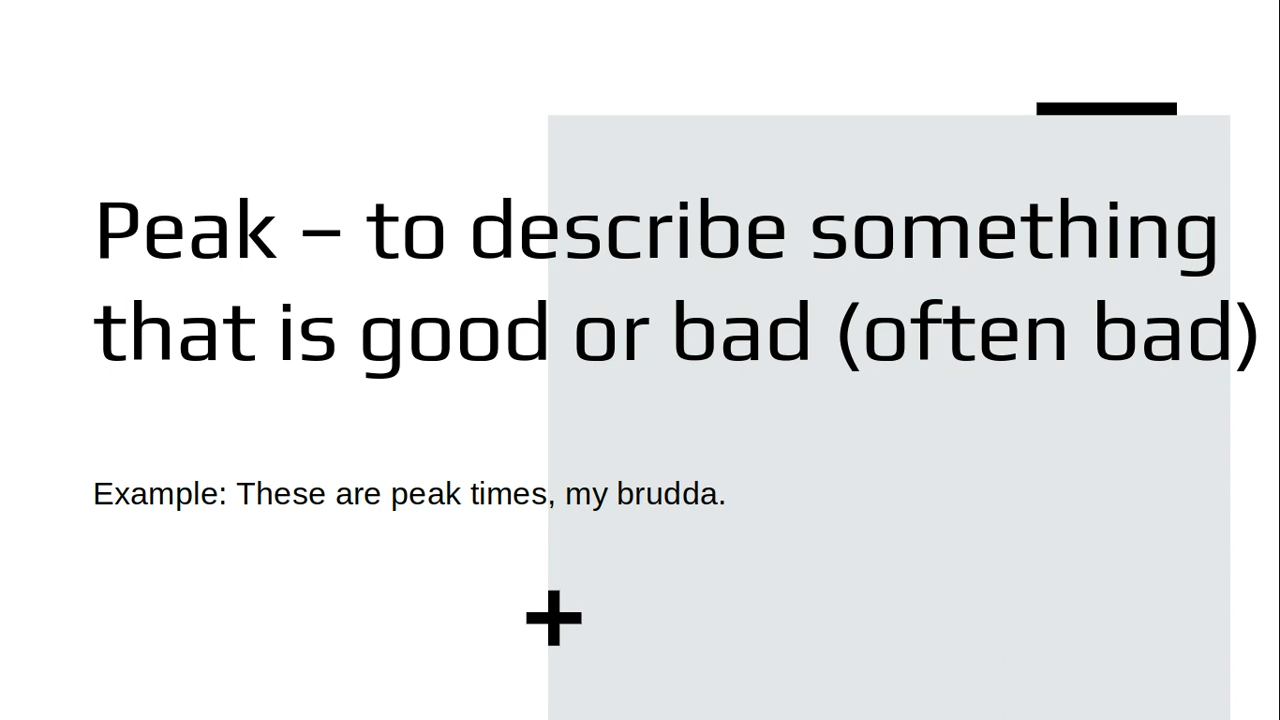 Peak – to describe something
that is good or bad (often bad)
Example: These are peak times, my brudda.